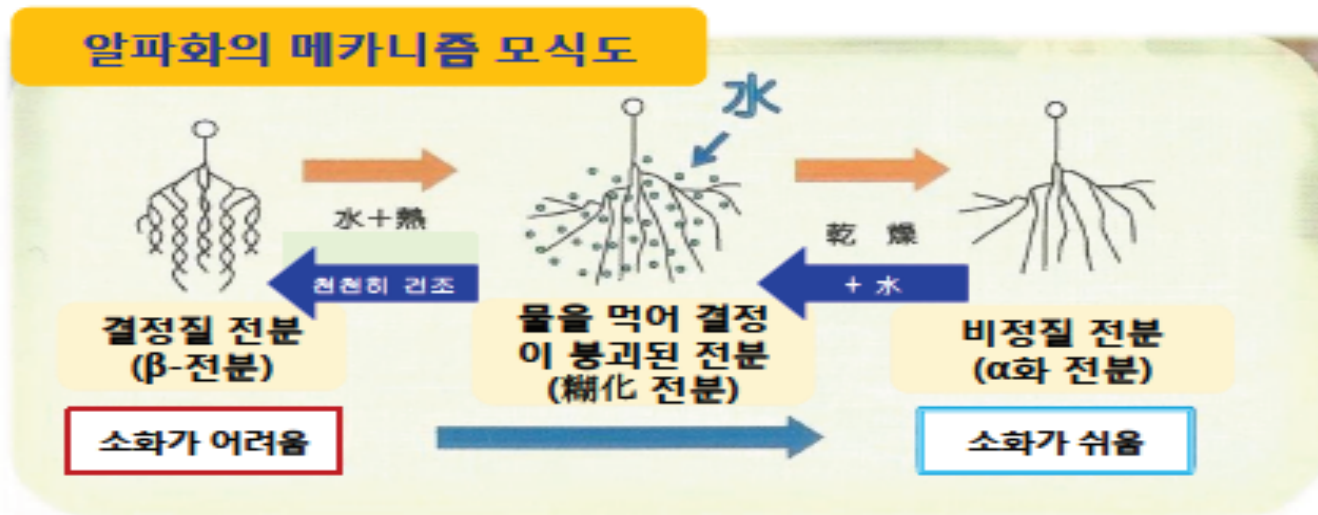 알파화의 메카니즘 모식도
水
水+熱
乾 燥
천천히 건조
+ 水
결정질 전분
(β-전분)
물을 먹어 결정
이 붕괴된 전분
(糊化 전분)
비정질 전분
(α화 전분)
소화가 어려움
소화가 쉬움